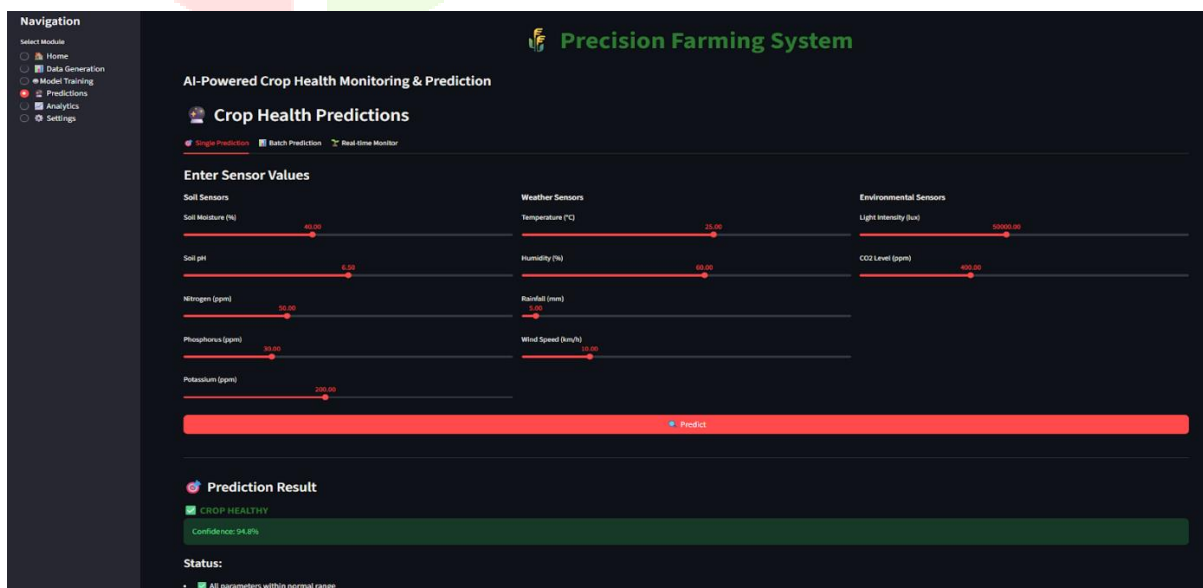 Navigation
Select Module
Home
Data Generation
Model Training
Predictions
Analytics
Settings
Precision Farming System
AI-Powered Crop Health Monitoring & Prediction
Crop Health Predictions
Single Prediction Batch Prediction Real-time Monitor
Enter Sensor Values
Soil Sensors
Soil Moisture (%)
40.00
Soil pH
6.50
Nitrogen (ppm)
50.00
Phosphorus (ppm)
30.00
Potassium (ppm)
200.00
Weather Sensors
Temperature (°C)
25.00
Humidity (%)
60.00
Rainfall (mm)
5.00
Wind Speed (km/h)
10.00
Environmental Sensors
Light Intensity (lux)
50000.00
CO2 Level (ppm)
400.00
Predict
Prediction Result
CROP HEALTHY
Confidence: 94.8%
Status:
All parameters within normal range